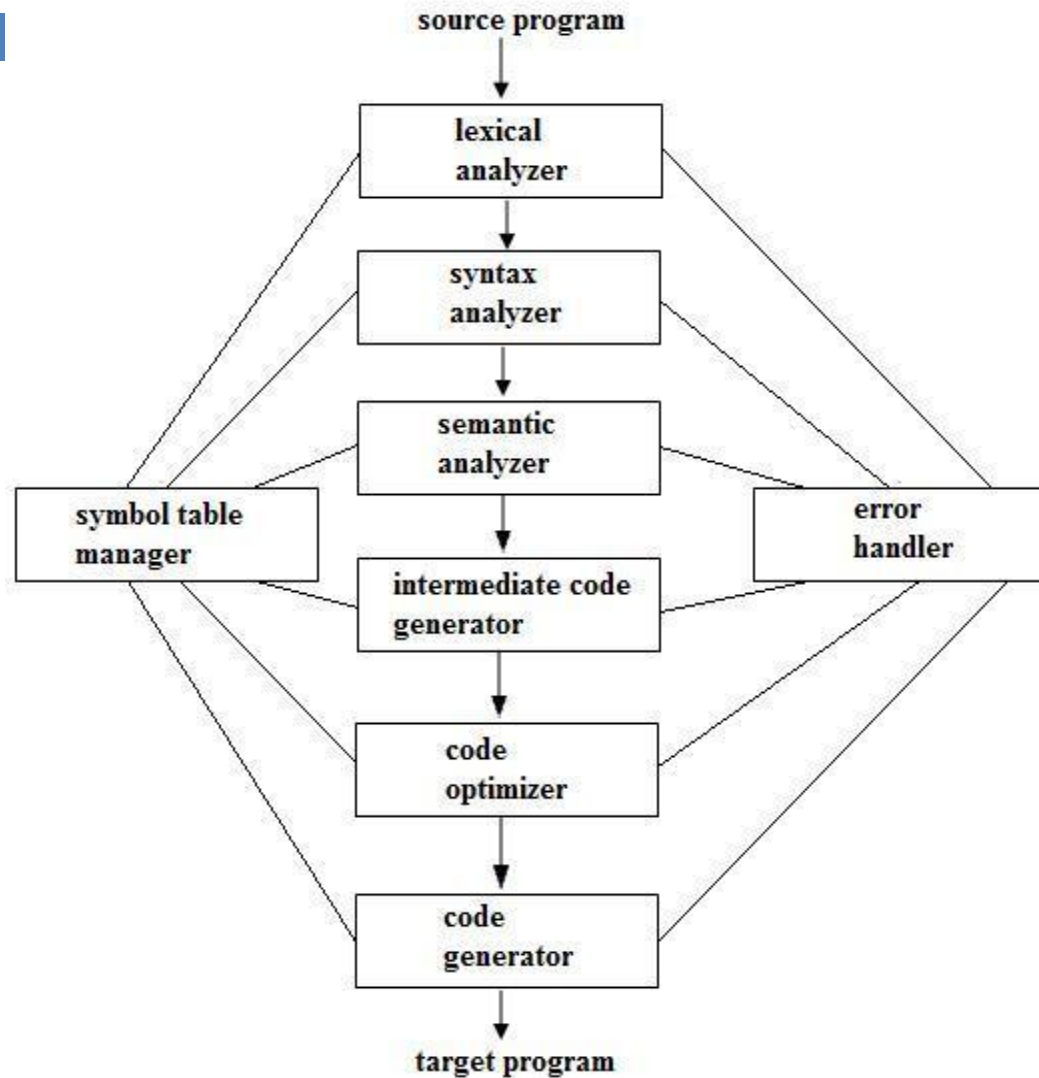 source program
lexical
analyzer
syntax
analyzer
semantic
analyzer
symbol table
manager
error
handler
intermediate code
generator
code
optimizer
code
generator
target program